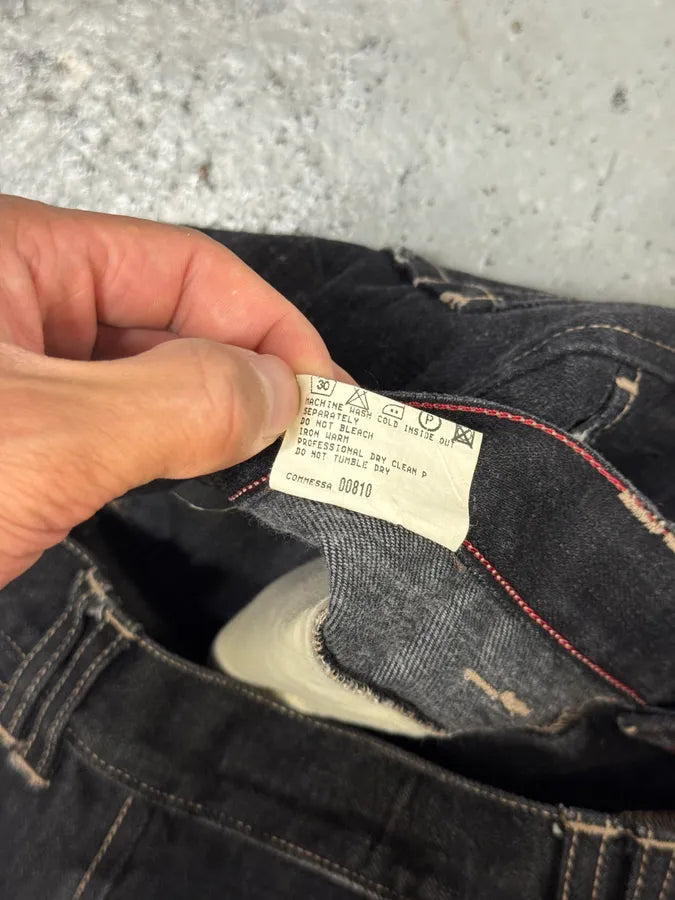 30 P
MACHINE WASH COLD INSIDE OUT
SEPARATELY
DO NOT BLEACH
IRON WARM
PROFESSIONAL DRY CLEAN P
DO NOT TUMBLE DRY
COMMESSA 00810